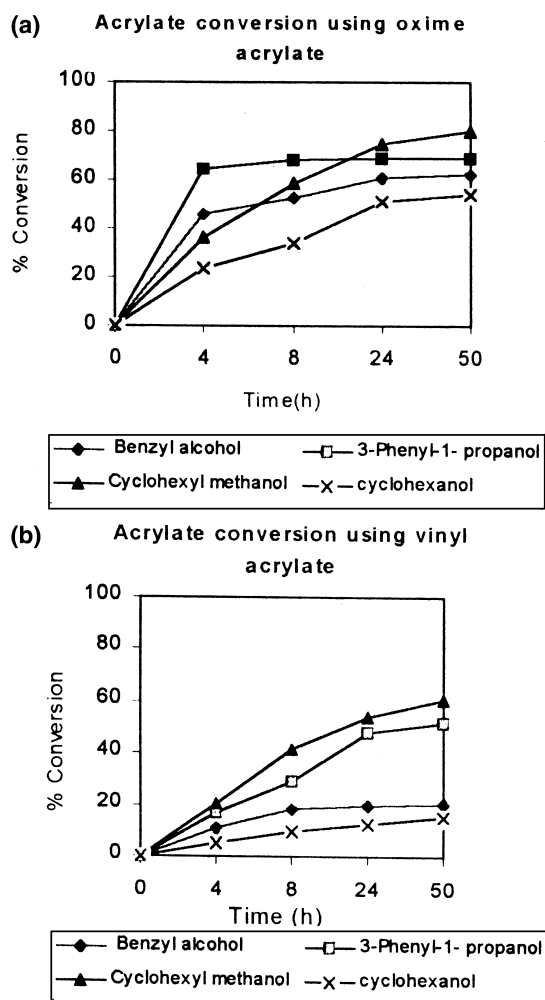 (a)
Acrylate conversion using oxime
acrylate
100
80
60
40
20
0
% Conversion
0 4 8 24 50
Time(h)
Benzyl alcohol 3-Phenyl-1- propanol
Cyclohexyl methanol cyclohexanol
(b)
Acrylate conversion using vinyl
acrylate
100
80
60
40
20
0
% Conversion
0 4 8 24 50
Time (h)
Benzyl alcohol 3-Phenyl-1- propanol
Cyclohexyl methanol cyclohexanol